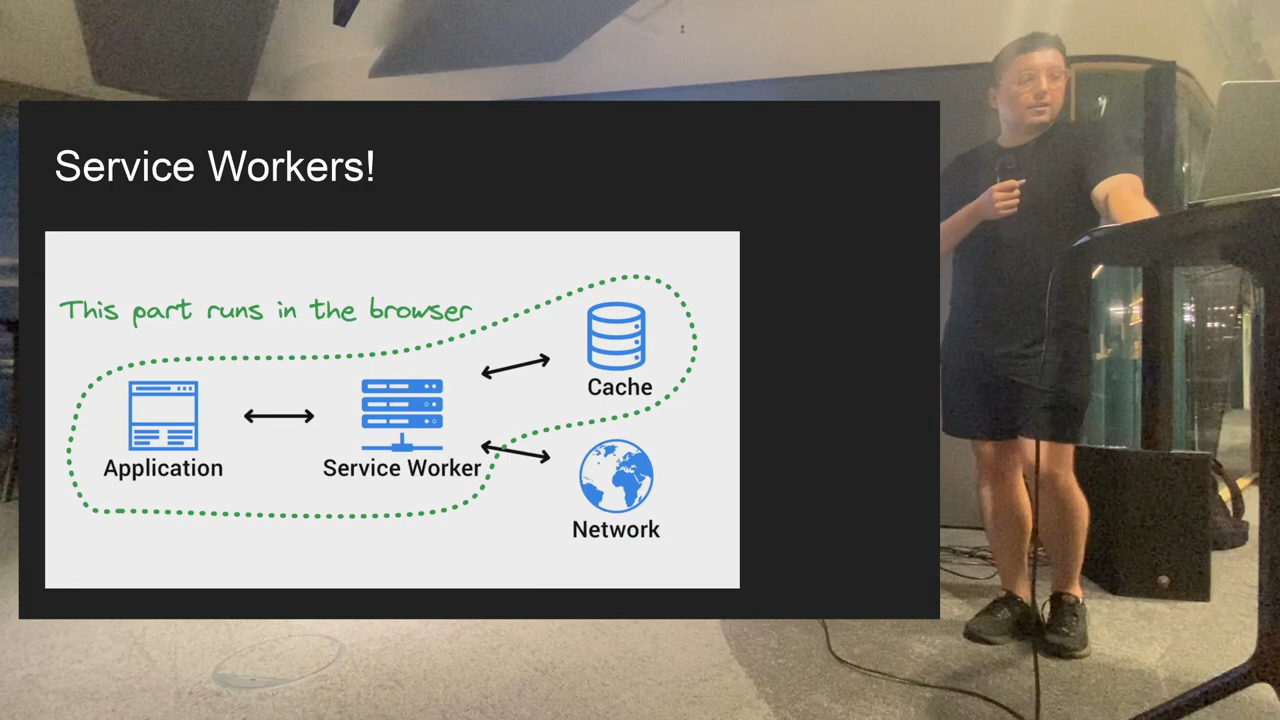 Service Workers!
This part runs in the browser
Cache
Application
Service Worker
Network